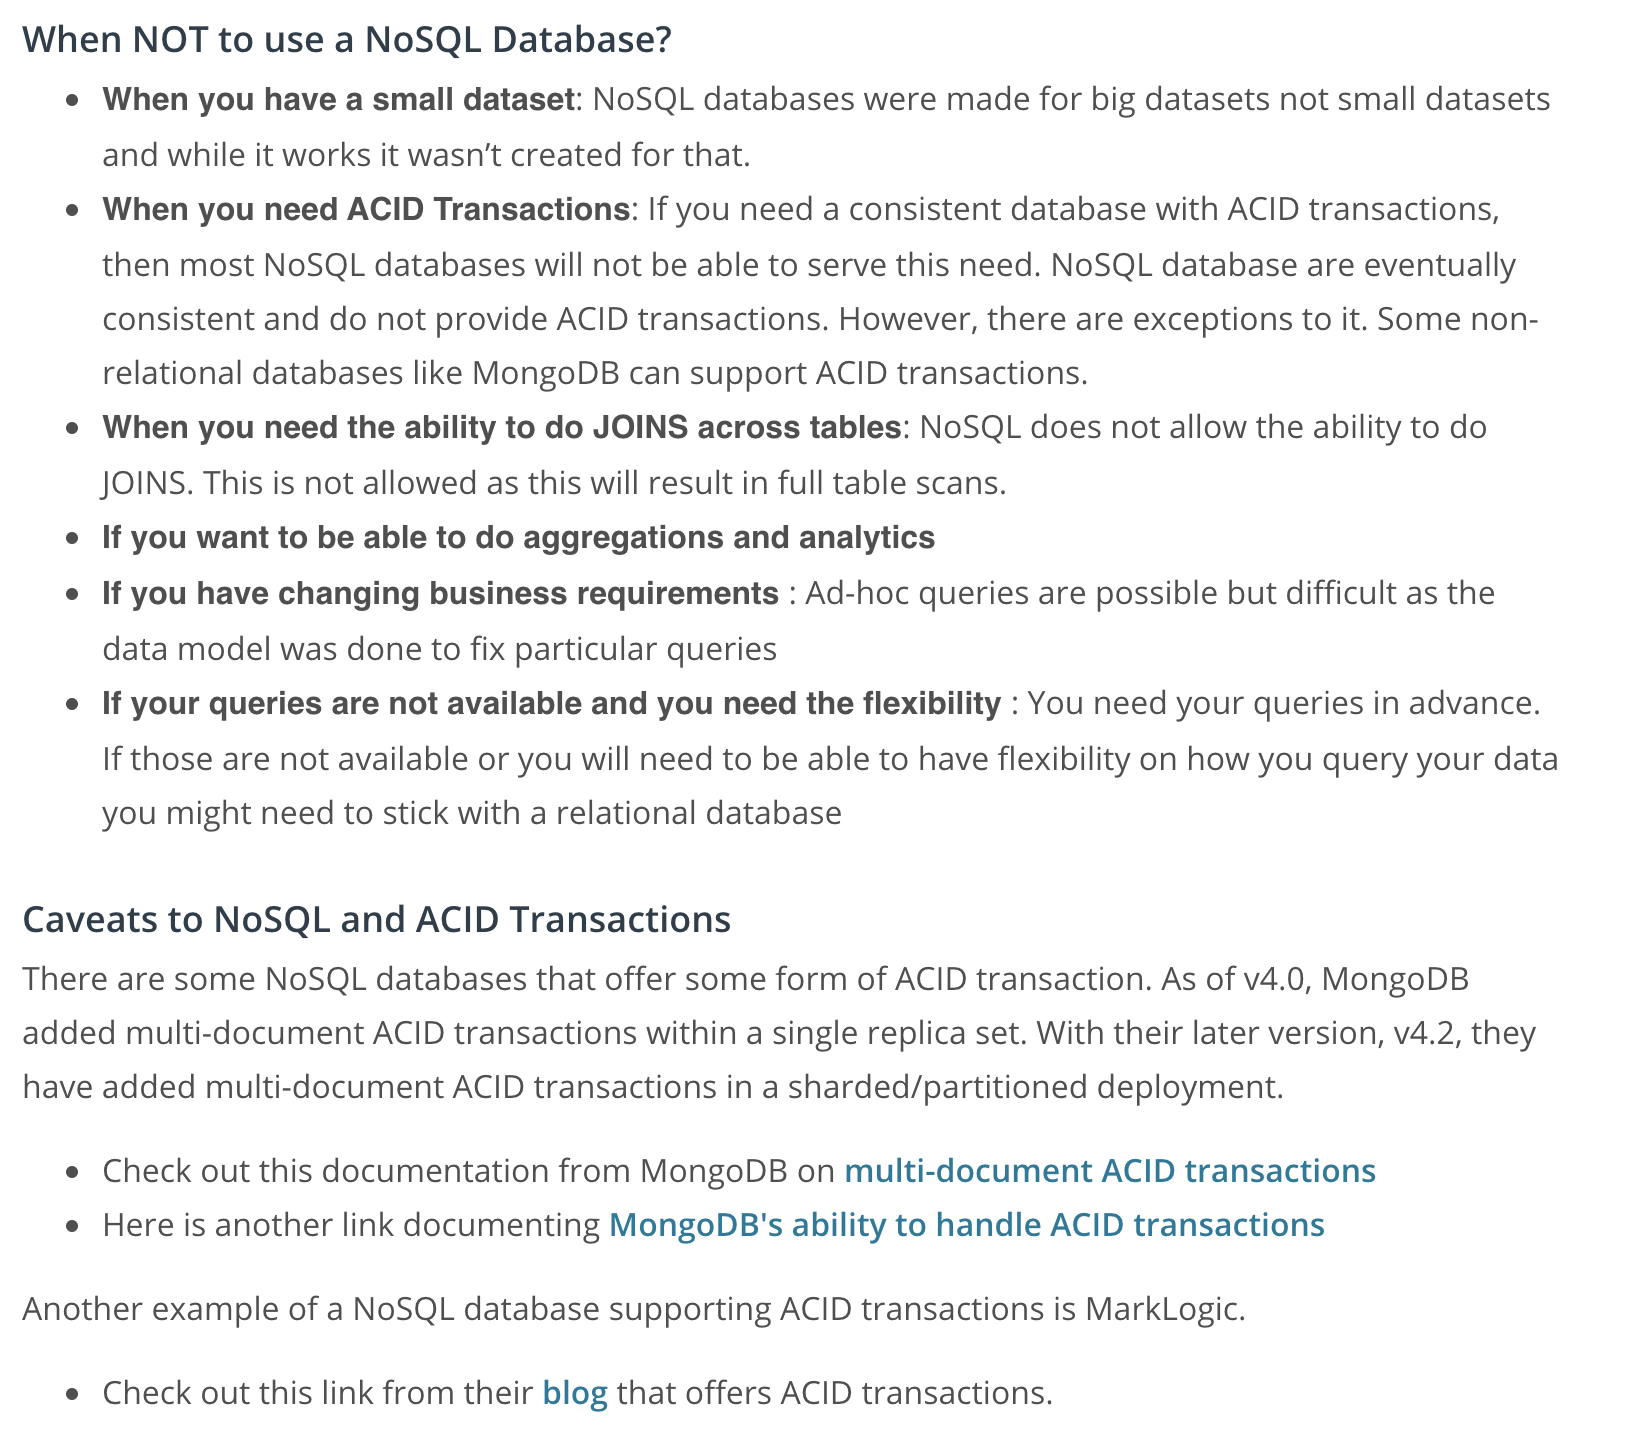 When NOT to use a NoSQL Database?
• When you have a small dataset: NoSQL databases were made for big datasets not small datasets
and while it works it wasn’t created for that.
• When you need ACID Transactions: If you need a consistent database with ACID transactions,
then most NoSQL databases will not be able to serve this need. NoSQL database are eventually
consistent and do not provide ACID transactions. However, there are exceptions to it. Some non-
relational databases like MongoDB can support ACID transactions.
• When you need the ability to do JOINS across tables: NoSQL does not allow the ability to do
JOINS. This is not allowed as this will result in full table scans.
• If you want to be able to do aggregations and analytics
• If you have changing business requirements : Ad-hoc queries are possible but difficult as the
data model was done to fix particular queries
• If your queries are not available and you need the flexibility : You need your queries in advance.
If those are not available or you will need to be able to have flexibility on how you query your data
you might need to stick with a relational database
Caveats to NoSQL and ACID Transactions
There are some NoSQL databases that offer some form of ACID transaction. As of v4.0, MongoDB
added multi-document ACID transactions within a single replica set. With their later version, v4.2, they
have added multi-document ACID transactions in a sharded/partitioned deployment.
• Check out this documentation from MongoDB on multi-document ACID transactions
• Here is another link documenting MongoDB's ability to handle ACID transactions
Another example of a NoSQL database supporting ACID transactions is MarkLogic.
• Check out this link from their blog that offers ACID transactions.